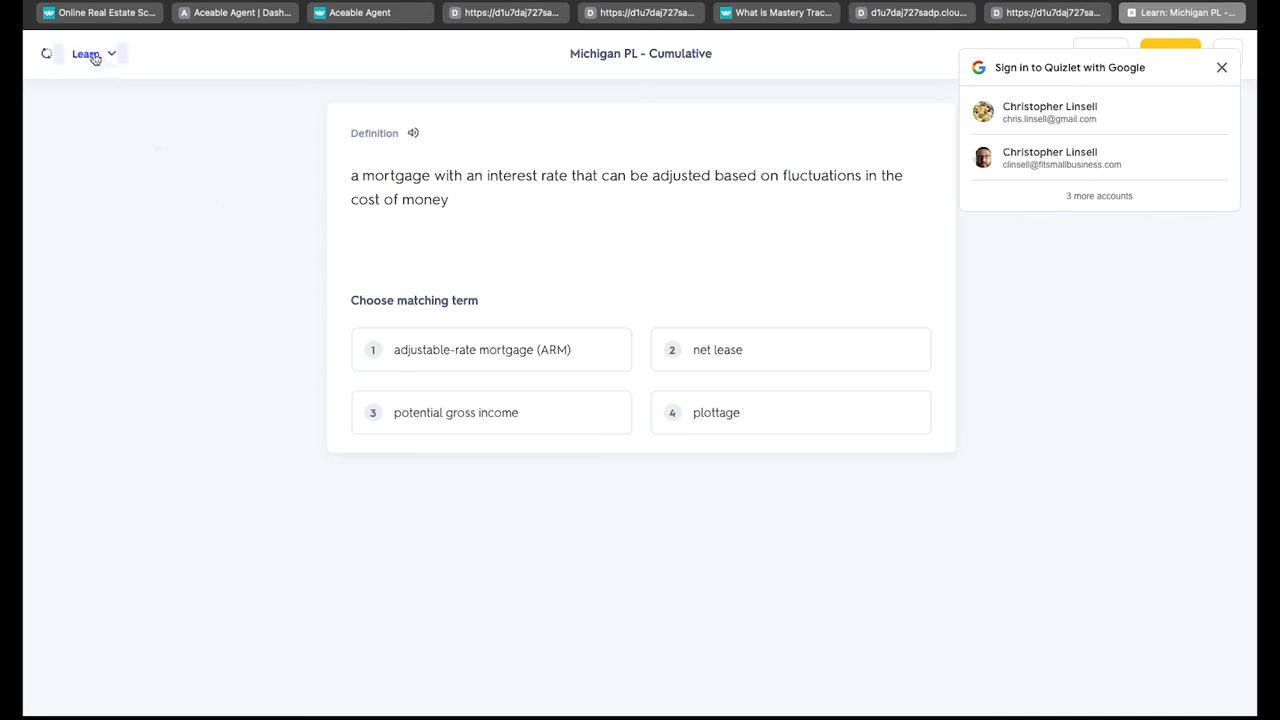 Online Real Estate Sc...
Aceable Agent | Dash...
Aceable Agent
https://d1u7daj727sa...
https://d1u7daj727sa...
What is Mastery Trac...
d1u7daj727sadp.clou...
https://d1u7daj727sa...
Learn: Michigan PL -...
Learn
Michigan PL - Cumulative
Sign in to Quizlet with Google
Christopher Linsell
chris.linsell@gmail.com
Christopher Linsell
clinsell@fitsmallbusiness.com
3 more accounts
Definition
a mortgage with an interest rate that can be adjusted based on fluctuations in the
cost of money
Choose matching term
1 adjustable-rate mortgage (ARM)
2 net lease
3 potential gross income
4 plottage